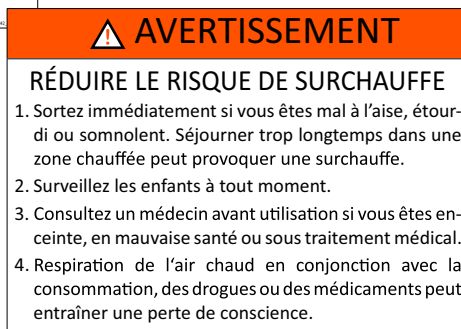 AVERTISSEMENT
RÉDUIRE LE RISQUE DE SURCHAUFFE
1. Sortez immédiatement si vous êtes mal à l'aise, étour-
di ou somnolent. Séjourner trop longtemps dans une
zone chauffée peut provoquer une surchauffe.
2. Surveillez les enfants à tout moment.
3. Consultez un médecin avant utilisation si vous êtes en-
ceinte, en mauvaise santé ou sous traitement médical.
4. Respiration de l'air chaud en conjonction avec la
consommation, des drogues ou des médicaments peut
entraîner une perte de conscience.